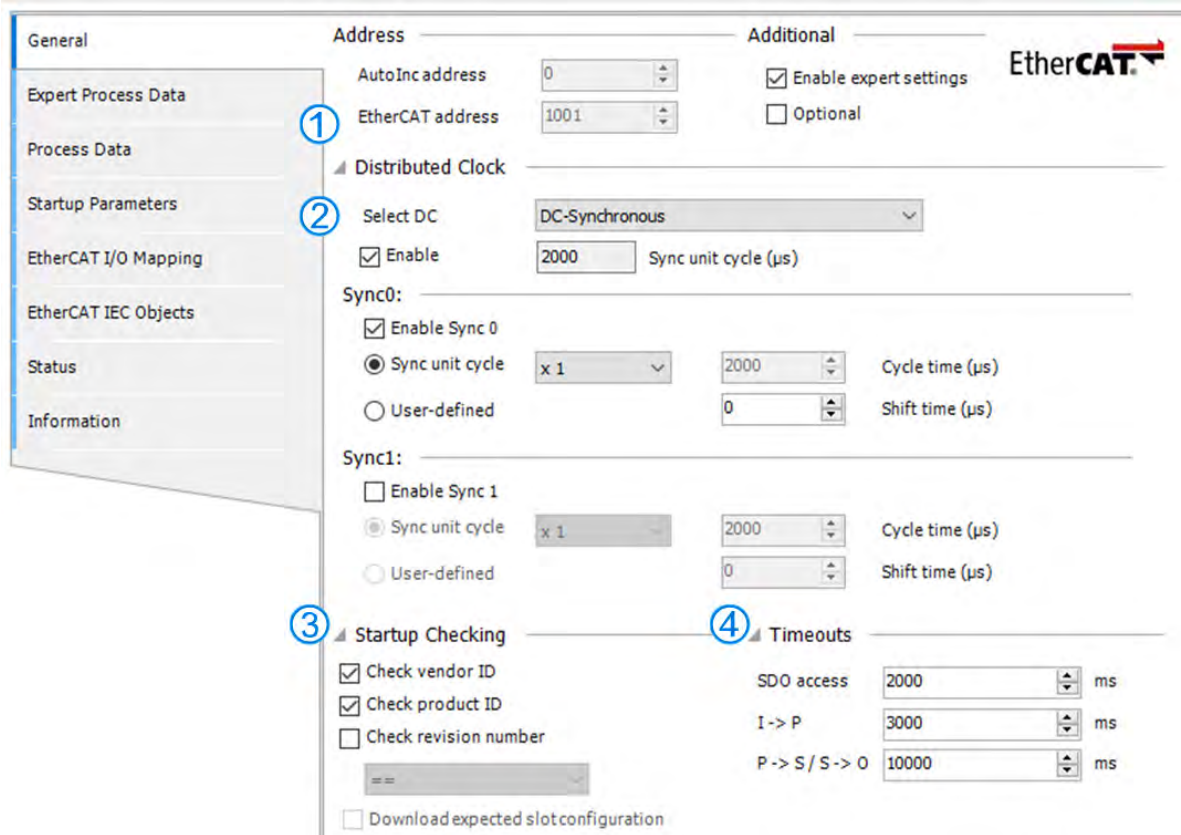 General
Expert Process Data
Process Data
Startup Parameters
EtherCAT I/O Mapping
EtherCAT IEC Objects
Status
Information
Address
AutoInc address 0
① EtherCAT address 1001
Additional
Enable expert settings
Optional
EtherCAT.
Distributed Clock
② Select DC DC-Synchronous
Enable 2000 Sync unit cycle (µs)
Sync0:
Enable Sync 0
Sync unit cycle x 1 2000 Cycle time (µs)
User-defined 0 Shift time (µs)
Sync1:
Enable Sync 1
Sync unit cycle x 1 2000 Cycle time (µs)
User-defined 0 Shift time (µs)
③ Startup Checking
Check vendor ID
Check product ID
Check revision number
==
Download expected slot configuration
④ Timeouts
SDO access 2000 ms
I -> P 3000 ms
P -> S / S -> O 10000 ms